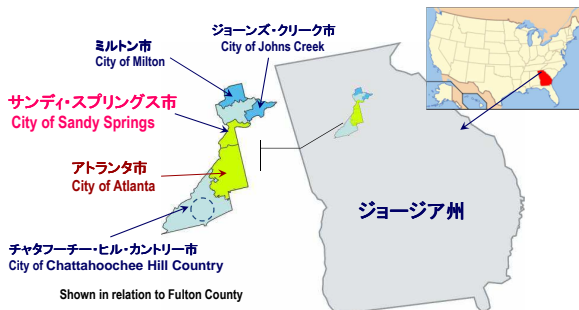 ミルトン市
City of Milton
ジョーンズ・クリーク市
City of Johns Creek
サンディ・スプリングス市
City of Sandy Springs
アトランタ市
City of Atlanta
ジョージア州
チャタフーチー・ヒル・カントリー市
City of Chattahoochee Hill Country
Shown in relation to Fulton County